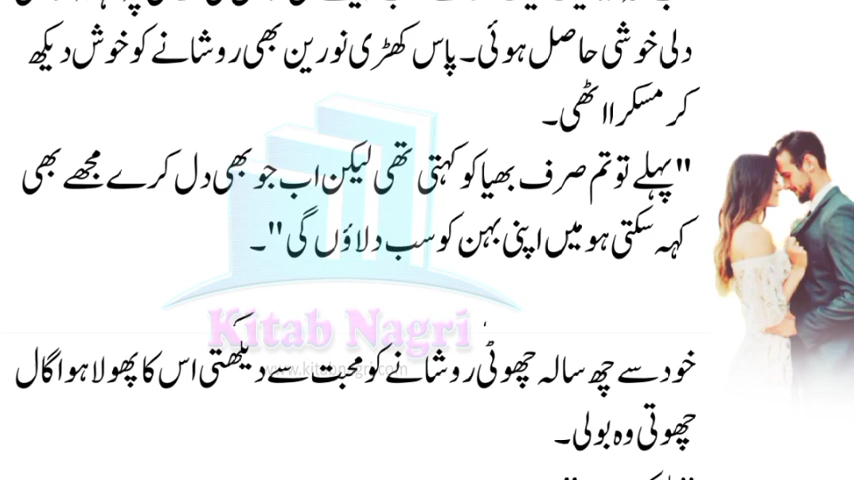 دلی خوشی حاصل ہوئی۔ پاس کھڑی نورین بھی روشانے کو خوش دیکھ
کر مسکرا اٹھی۔
"پہلے تو تم صرف بھیا کو کہتی تھی لیکن اب جو بھی دل کرے مجھے بھی
کہہ سکتی ہو میں اپنی بہن کو سب دلاؤں گی"۔
Kitab Nagri
خود سے چھ سالہ چھوٹی روشانے کو محبت سے دیکھتی اس کا پھولا ہوا گال
www.kitabnagri.com
چھوتی وہ بولی۔